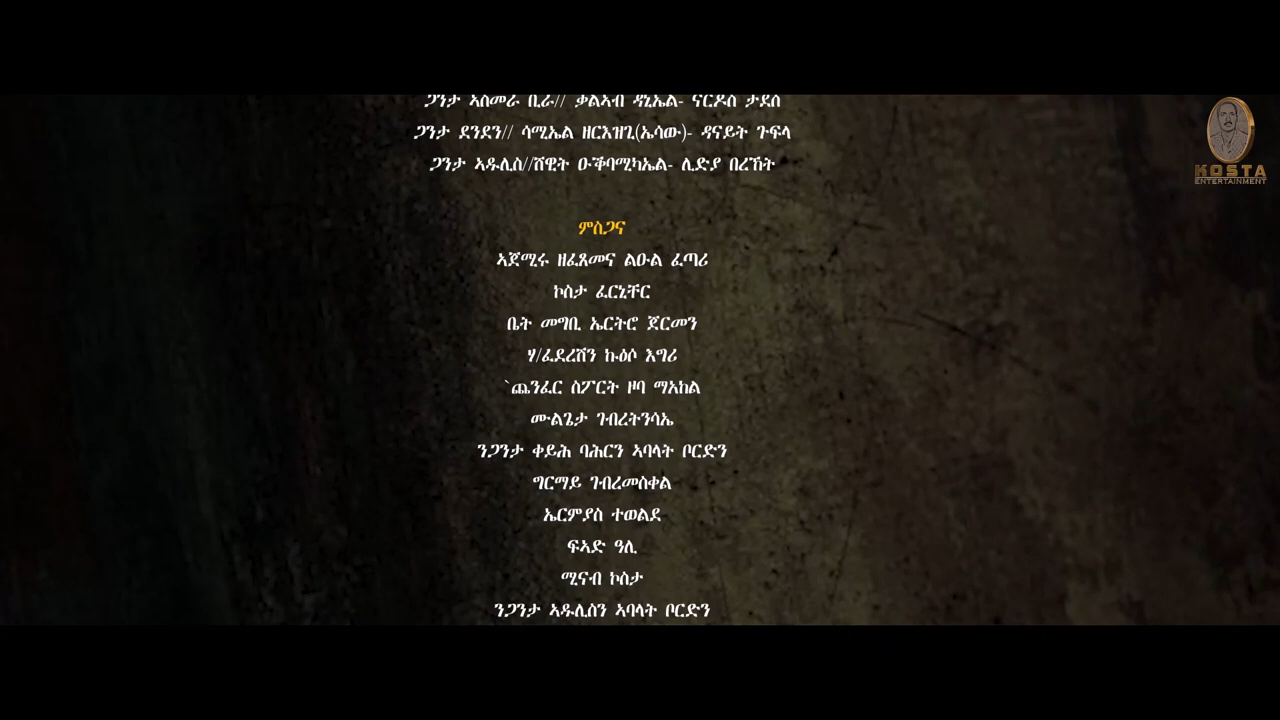 ጋንታ ኣስመራ ቢራ// ቃልኣብ ዳኒኤል- ናርዶስ ታደሰ
ጋንታ ደንደን// ሳሚኤል ዘርእዝጊ(ኤሳው)- ዳናይት ጉፍላ
ጋንታ ኣዱሊስ//ሸዊት ዑቕባሚካኤል- ሊድያ በረኸት
KOSTA
ENTERTAINMENT
ምስጋና
ኣጀሚሩ ዘፈጸመና ልዑል ፈጣሪ
ኮስታ ፈርኒቸር
ቤት መግቢ ኤርትሮ ጀርመን
ሃ/ፈደረሽን ኩዕሶ እግሪ
`ጨንፈር ስፖርት ዞባ ማእከል
ሙልጌታ ገብረትንሳኤ
ንጋንታ ቀይሕ ባሕርን ኣባላት ቦርድን
ግርማይ ገብረመስቀል
ኤርምያስ ተወልደ
ፍኣድ ዓሊ
ሚናብ ኮስታ
ንጋንታ ኣዱሊስን ኣባላት ቦርድን